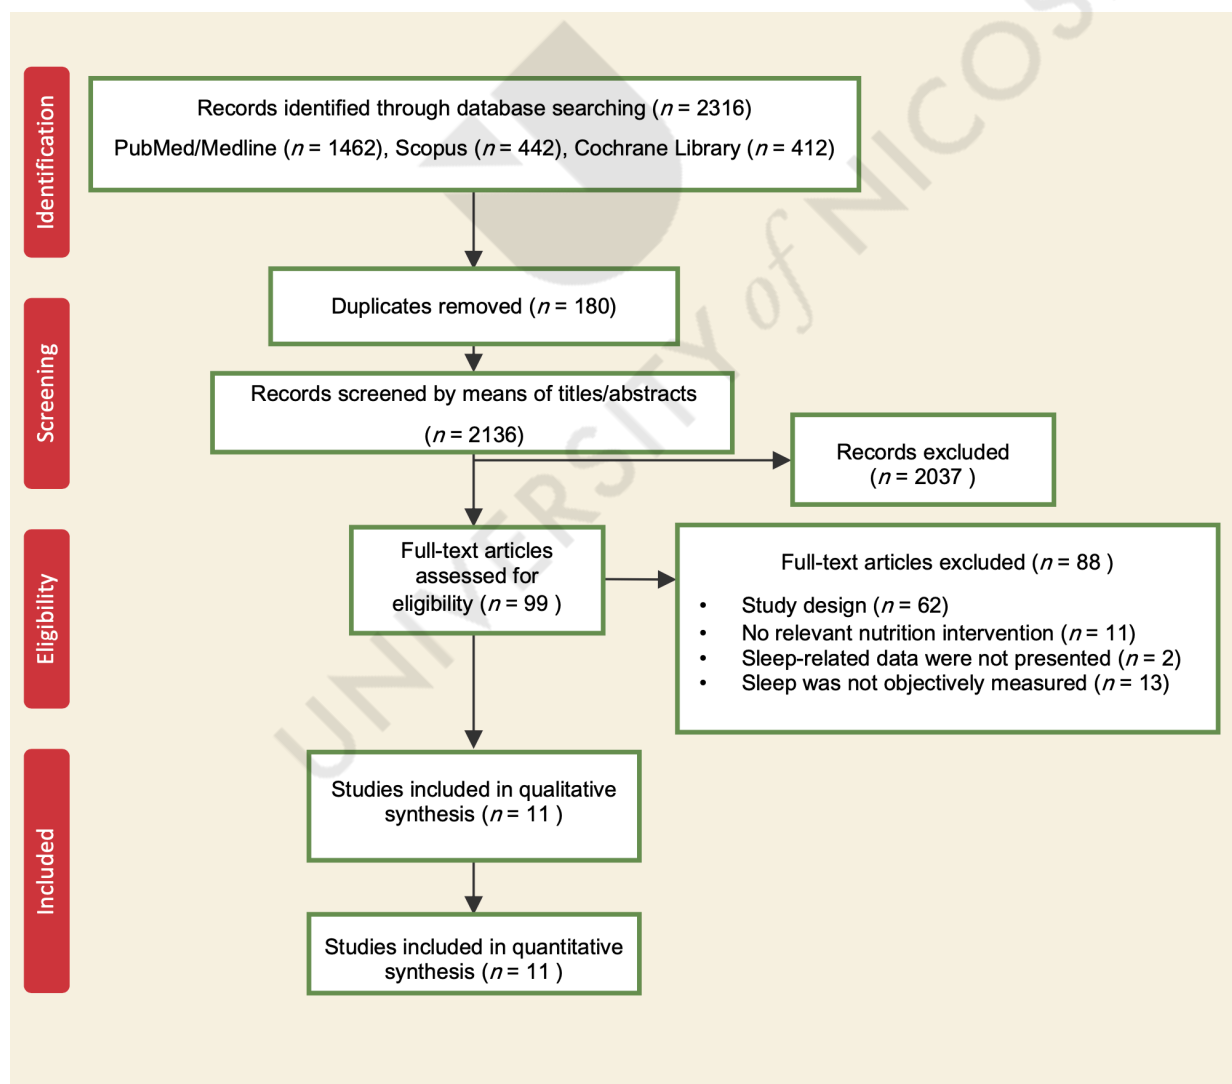 Identification
Records identified through database searching (n = 2316)
PubMed/Medline (n = 1462), Scopus (n = 442), Cochrane Library (n = 412)
Duplicates removed (n = 180)
Screening
Records screened by means of titles/abstracts
(n = 2136)
Records excluded
(n = 2037 )
Eligibility
Full-text articles
assessed for
eligibility (n = 99 )
Full-text articles excluded (n = 88 )
• Study design (n = 62)
• No relevant nutrition intervention (n = 11)
• Sleep-related data were not presented (n = 2)
• Sleep was not objectively measured (n = 13)
Included
Studies included in qualitative
synthesis (n = 11 )
Studies included in quantitative
synthesis (n = 11 )
UNIVERSITY of NICOS